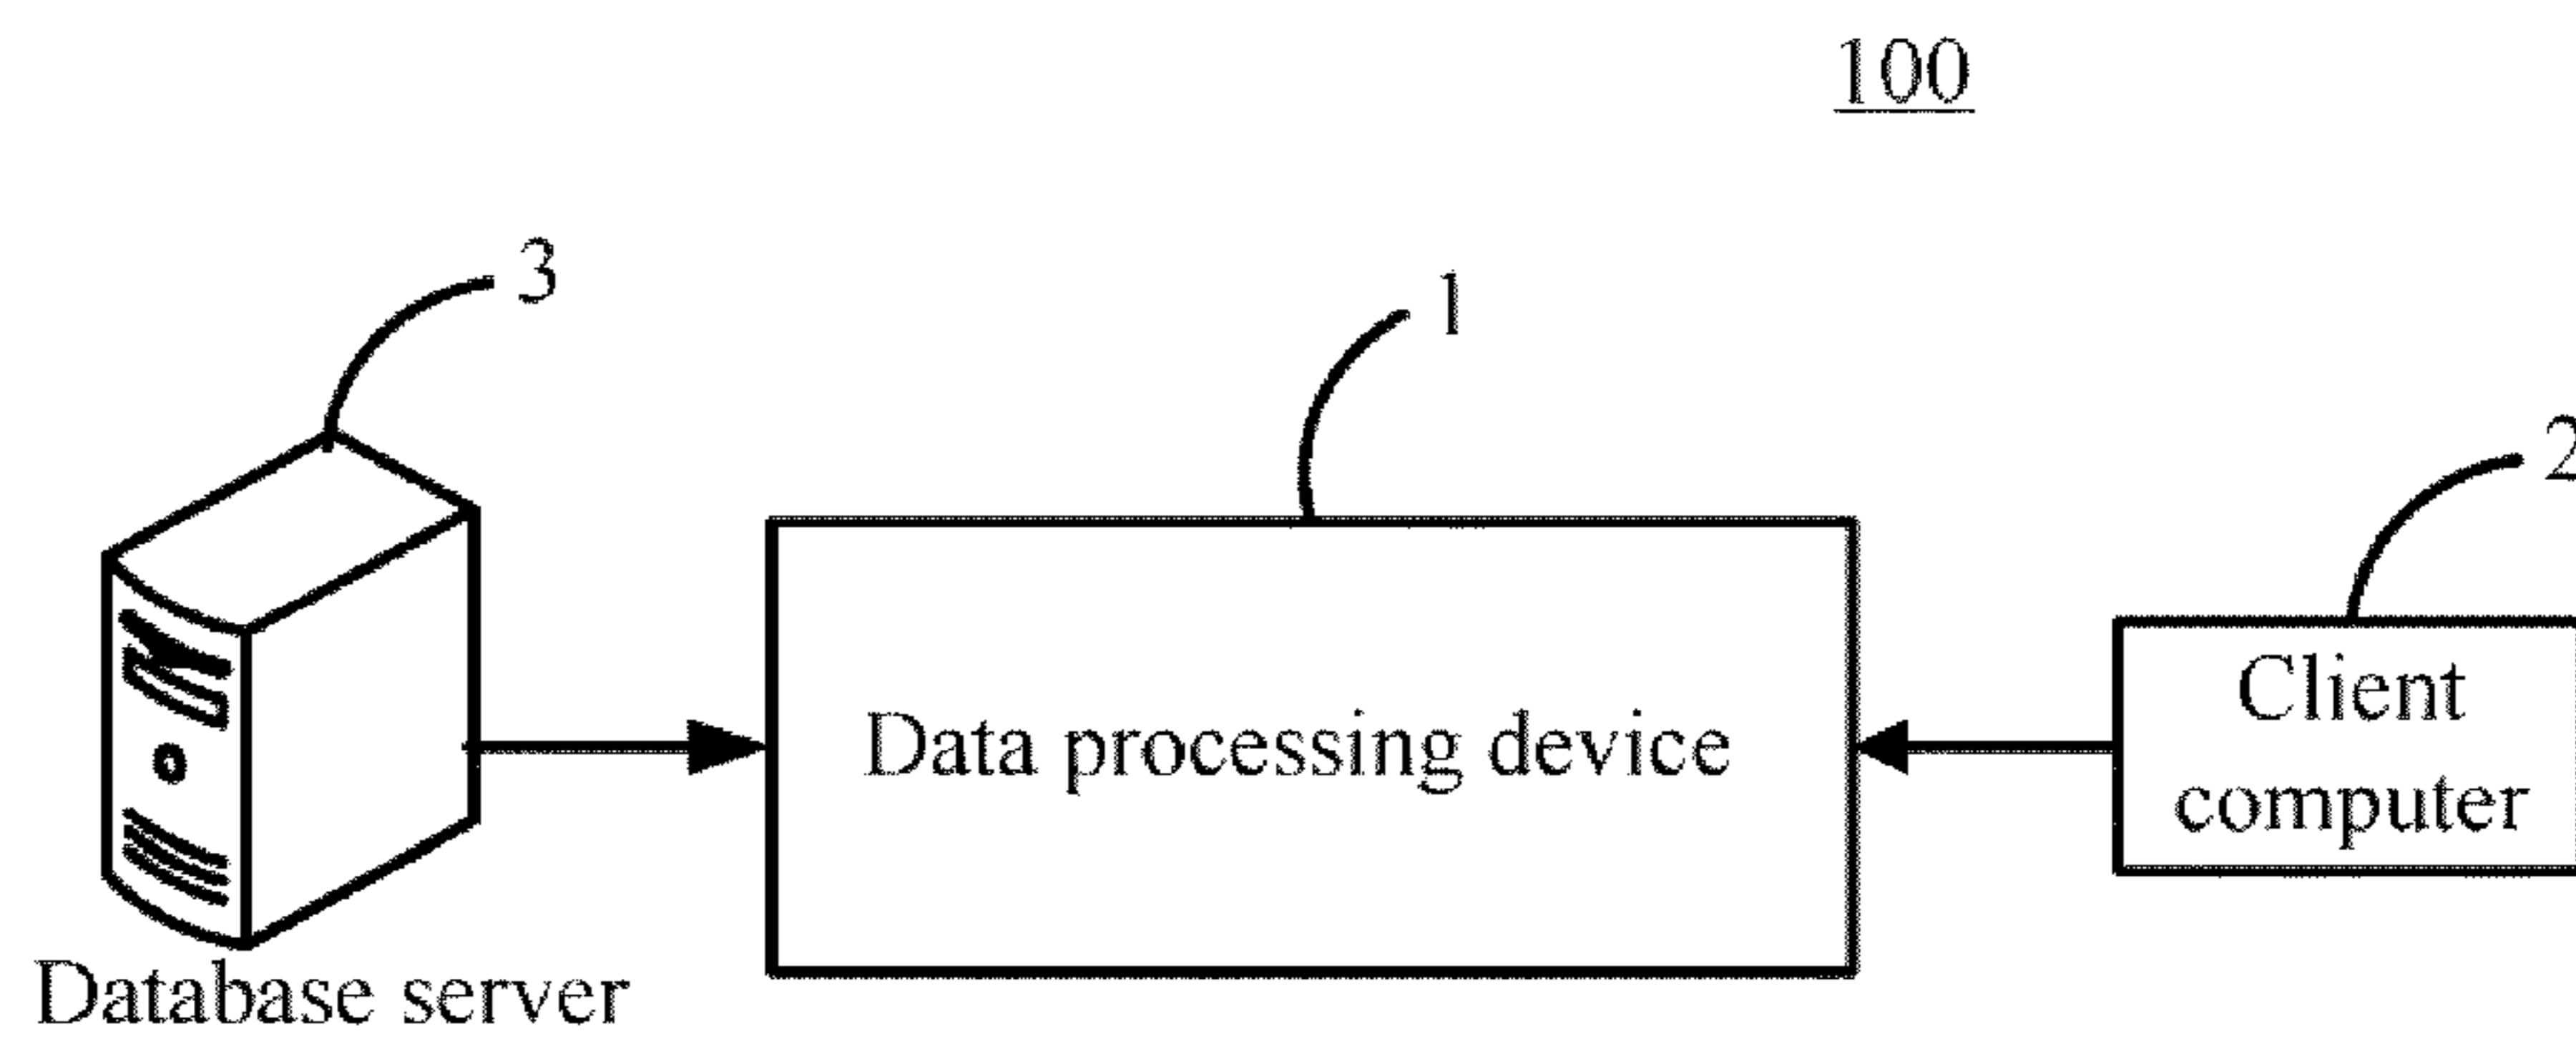 100
3
1
2
Data processing device
Client
computer
Database server